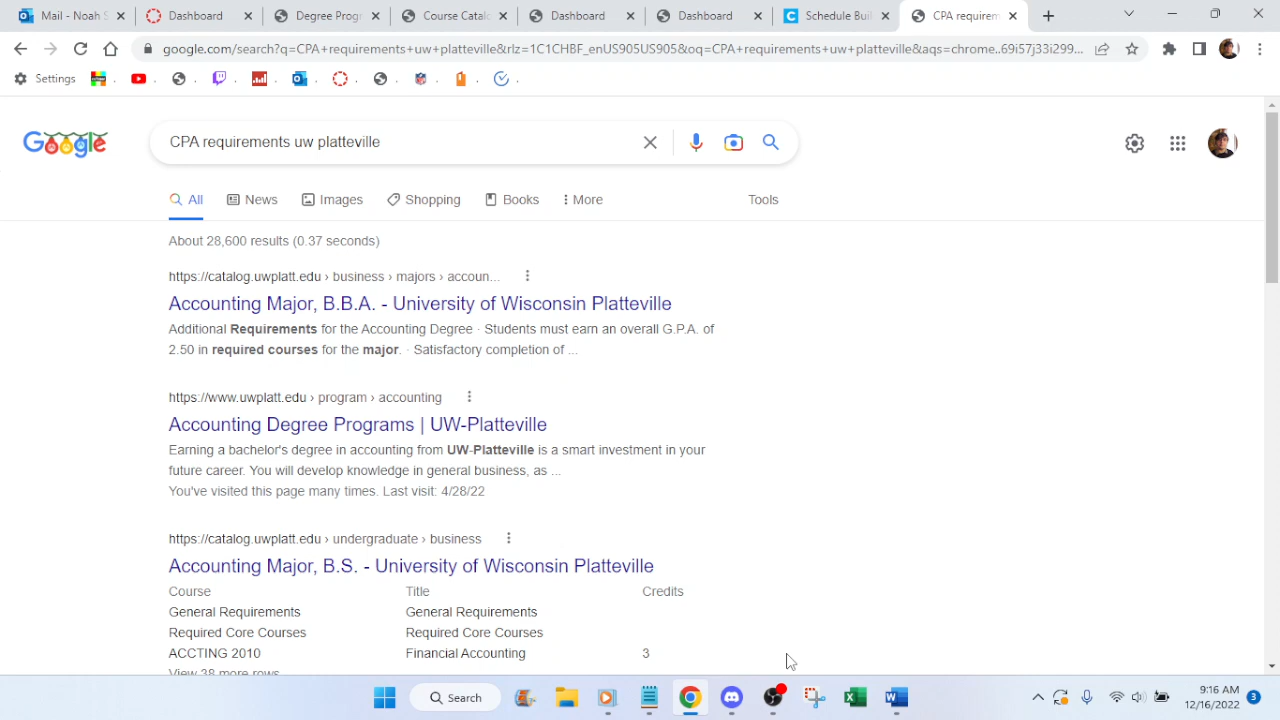 Mail - Noah S
Dashboard
Degree Prog
Course Catal
Dashboard
Dashboard
Schedule Buil
CPA requirem
google.com/search?q=CPA+requirements+uw+platteville&rlz=1C1CHBF_enUS905US905&oq=CPA+requirements+uw+platteville&aqs=chrome..69i57j33i299...
Settings
Google
CPA requirements uw platteville
All
News
Images
Shopping
Books
More
Tools
About 28,600 results (0.37 seconds)
https://catalog.uwplatt.edu › business › majors › accoun...
Accounting Major, B.B.A. - University of Wisconsin Platteville
Additional Requirements for the Accounting Degree · Students must earn an overall G.P.A. of
2.50 in required courses for the major. · Satisfactory completion of ...
https://www.uwplatt.edu › program › accounting
Accounting Degree Programs | UW-Platteville
Earning a bachelor's degree in accounting from UW-Platteville is a smart investment in your
future career. You will develop knowledge in general business, as ...
You've visited this page many times. Last visit: 4/28/22
https://catalog.uwplatt.edu › undergraduate › business
Accounting Major, B.S. - University of Wisconsin Platteville
Course Title Credits
General Requirements General Requirements
Required Core Courses Required Core Courses
ACCTING 2010 Financial Accounting 3
View 38 more rows
Search
9:16 AM
12/16/2022
3